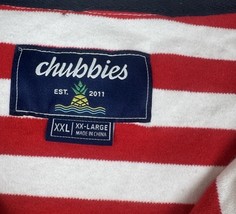 chubbies
EST. 2011
XXL XX-LARGE
MADE IN CHINA